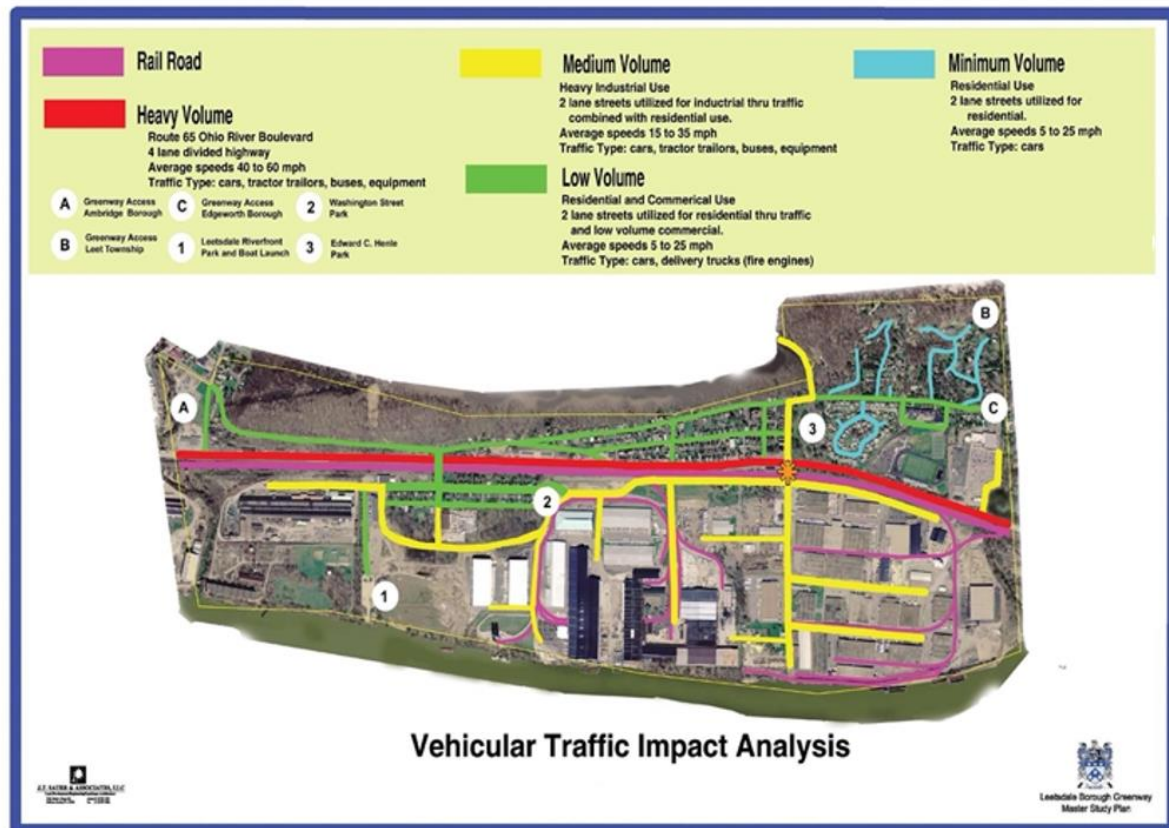 Rail Road
Heavy Volume
Route 65 Ohio River Boulevard
4 lane divided highway
Average speeds 40 to 60 mph
Traffic Type: cars, tractor trailors, buses, equipment
A
Greenway Access
Ambridge Borough
C
Greenway Access
Edgeworth Borough
2
Washington Street
Park
B
Greenway Access
Leet Township
1
Leetsdale Riverfront
Park and Boat Launch
3
Edward C. Henle
Park
Medium Volume
Heavy Industrial Use
2 lane streets utilized for industrial thru traffic
combined with residential use.
Average speeds 15 to 35 mph
Traffic Type: cars, tractor trailors, buses, equipment
Low Volume
Residential and Commerical Use
2 lane streets utilized for residential thru traffic
and low volume commercial.
Average speeds 5 to 25 mph
Traffic Type: cars, delivery trucks (fire engines)
Minimum Volume
Residential Use
2 lane streets utilized for
residential.
Average speeds 5 to 25 mph
Traffic Type: cars
B
A
C
3
2
1
Vehicular Traffic Impact Analysis
& ASSOCIATES, LLC
Leetsdale Borough Greenway
Master Study Plan